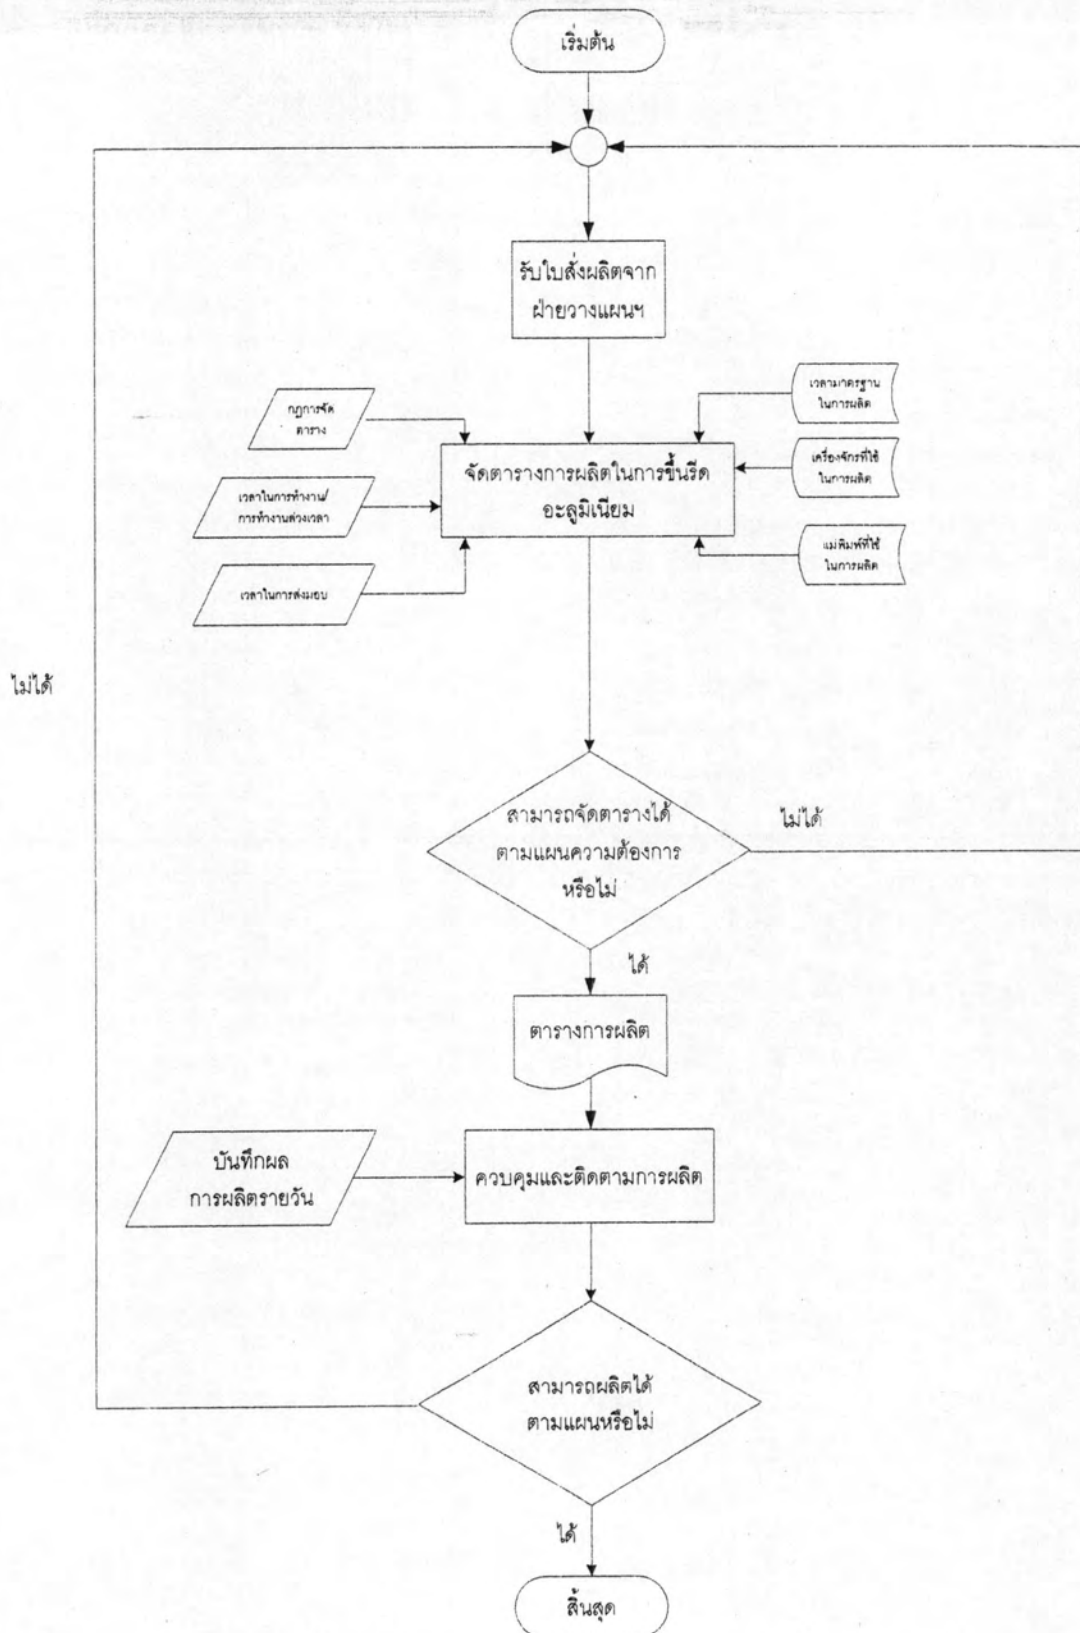 เริ่มต้น
รับใบสั่งผลิตจาก
ฝ่ายวางแผนฯ
กฎการจัด
ตาราง
เวลามาตรฐาน
ในการผลิต
จัดตารางการผลิตในการขึ้นรีด
อะลูมิเนียม
เครื่องจักรที่ใช้
ในการผลิต
เวลาในการทำงาน/
การทำงานล่วงเวลา
แม่พิมพ์ที่ใช้
ในการผลิต
เวลาในการส่งมอบ
ไม่ได้
สามารถจัดตารางได้
ตามแผนความต้องการ
หรือไม่
ไม่ได้
ได้
ตารางการผลิต
บันทึกผล
การผลิตรายวัน
ควบคุมและติดตามการผลิต
สามารถผลิตได้
ตามแผนหรือไม่
ได้
สิ้นสุด